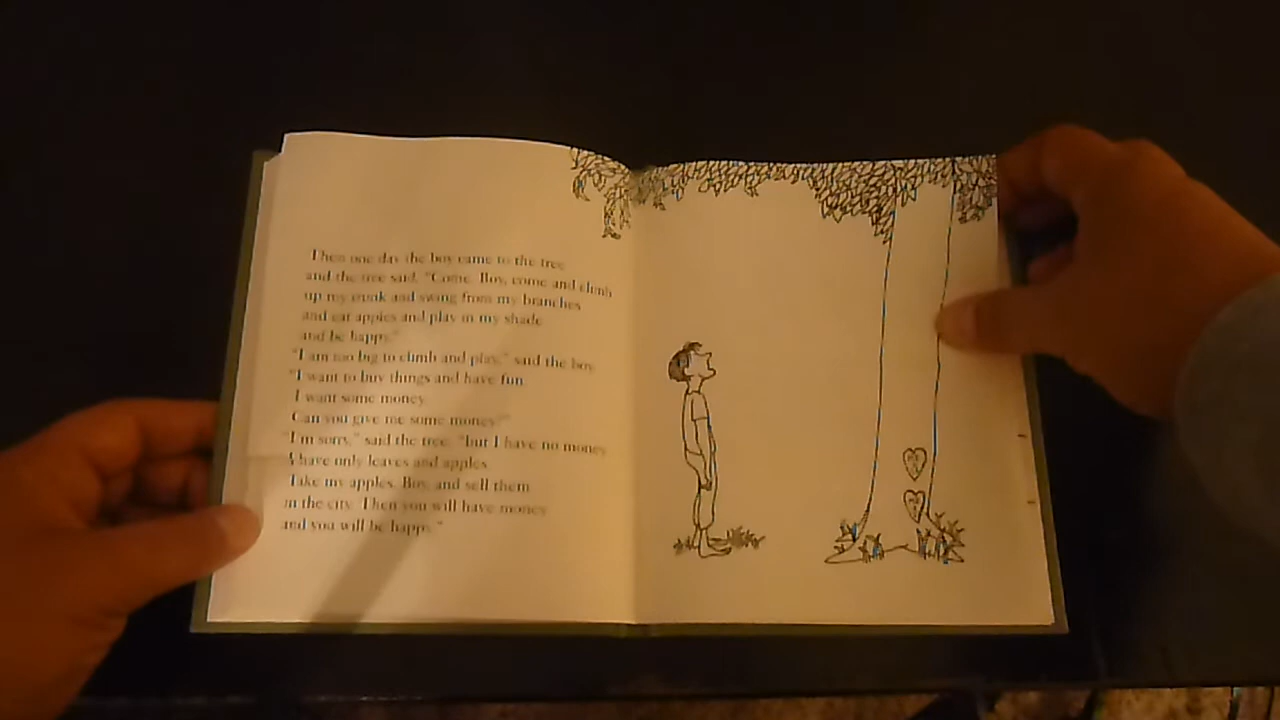 Then one day the boy came to the tree
and the tree said, "Come, Boy, come and climb
up my trunk and swing from my branches
and eat apples and play in my shade
and be happy."
"I am too big to climb and play," said the boy.
"I want to buy things and have fun.
I want some money.
Can you give me some money?"
"I'm sorry," said the tree, "but I have no money.
I have only leaves and apples.
Take my apples, Boy, and sell them
in the city. Then you will have money
and you will be happy."